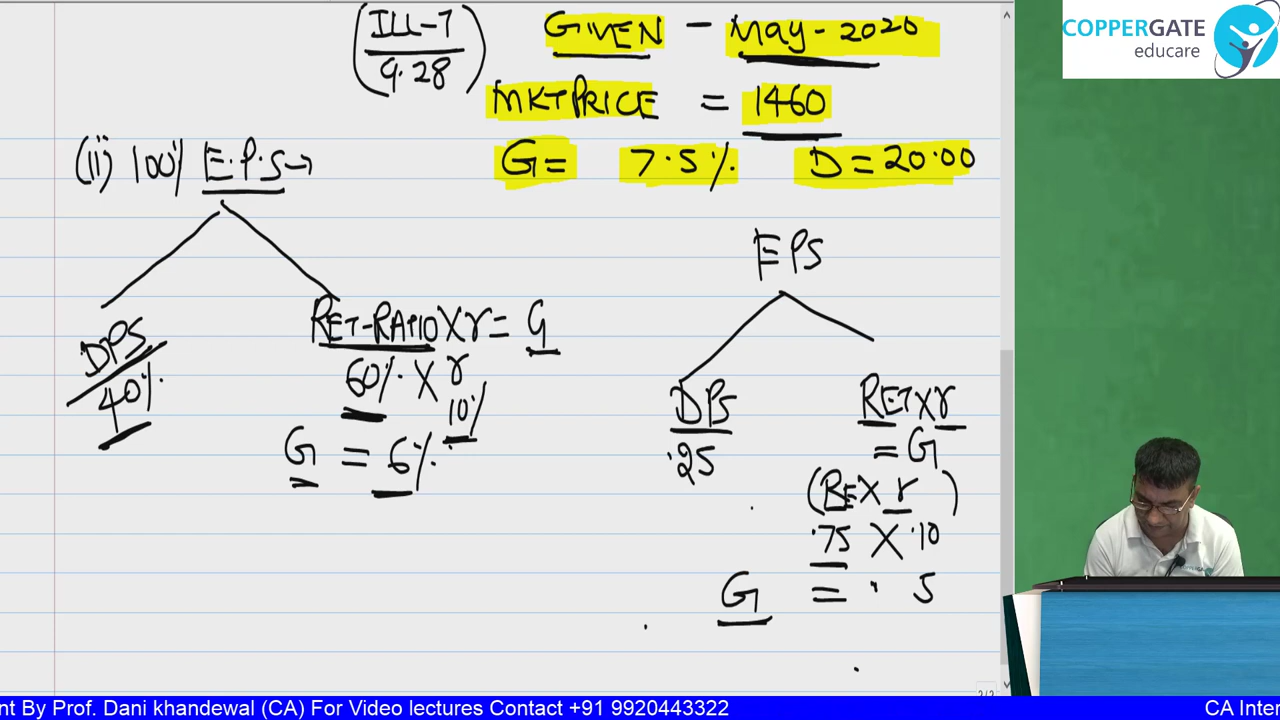 (ILL-7
9.28)
GIVEN - May-2020
MKT PRICE = 1460
G = 7.5% D = 20.00
(ii) 100% E.P.S→
DPS
40%
RET-RATIO X r = G
60% X r
10%
G = 6%
EPS
DPS
.25
RET X r
= G
(BE X r)
.75 X .10
G = . 5
COPPERGATE
educare
nt By Prof. Dani khandewal (CA) For Video lectures Contact +91 9920443322
CA Inter